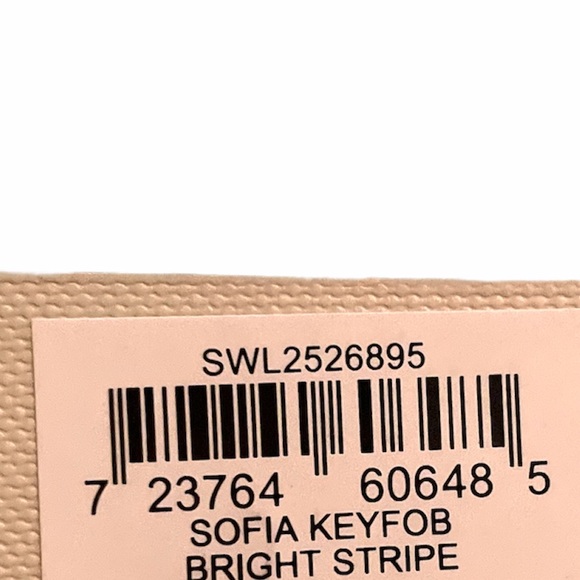 SWL2526895
7 23764 60648 5
SOFIA KEYFOB
BRIGHT STRIPE